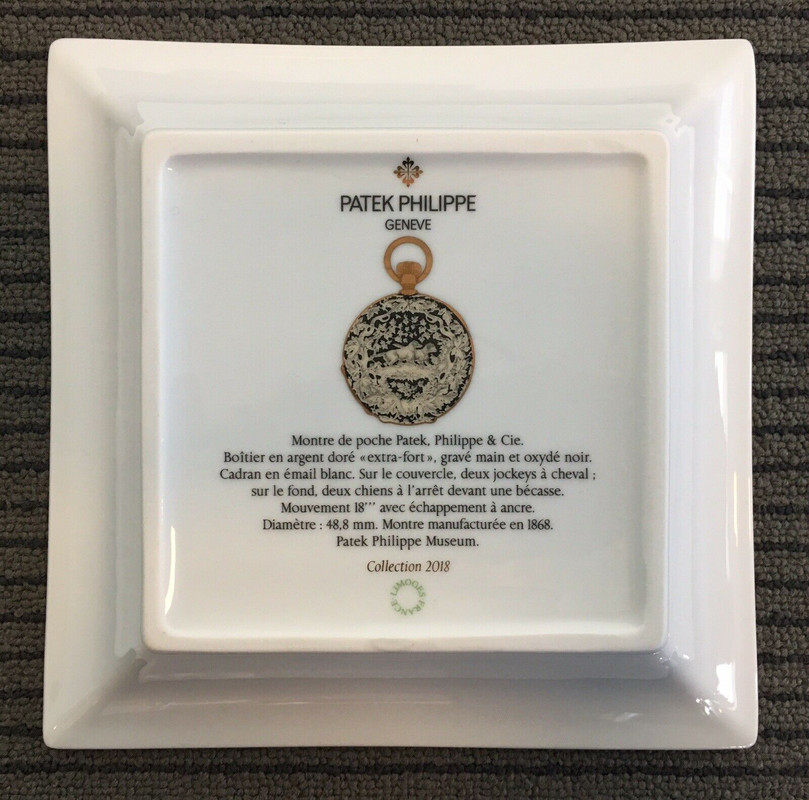 PATEK PHILIPPE
GENEVE
Montre de poche Patek, Philippe & Cie.
Boîtier en argent doré «extra-fort», gravé main et oxydé noir.
Cadran en émail blanc. Sur le couvercle, deux jockeys à cheval ;
sur le fond, deux chiens à l'arrêt devant une bécasse.
Mouvement 18''' avec échappement à ancre.
Diamètre : 48,8 mm. Montre manufacturée en 1868.
Patek Philippe Museum.
Collection 2018
LIMOGES FRANCE